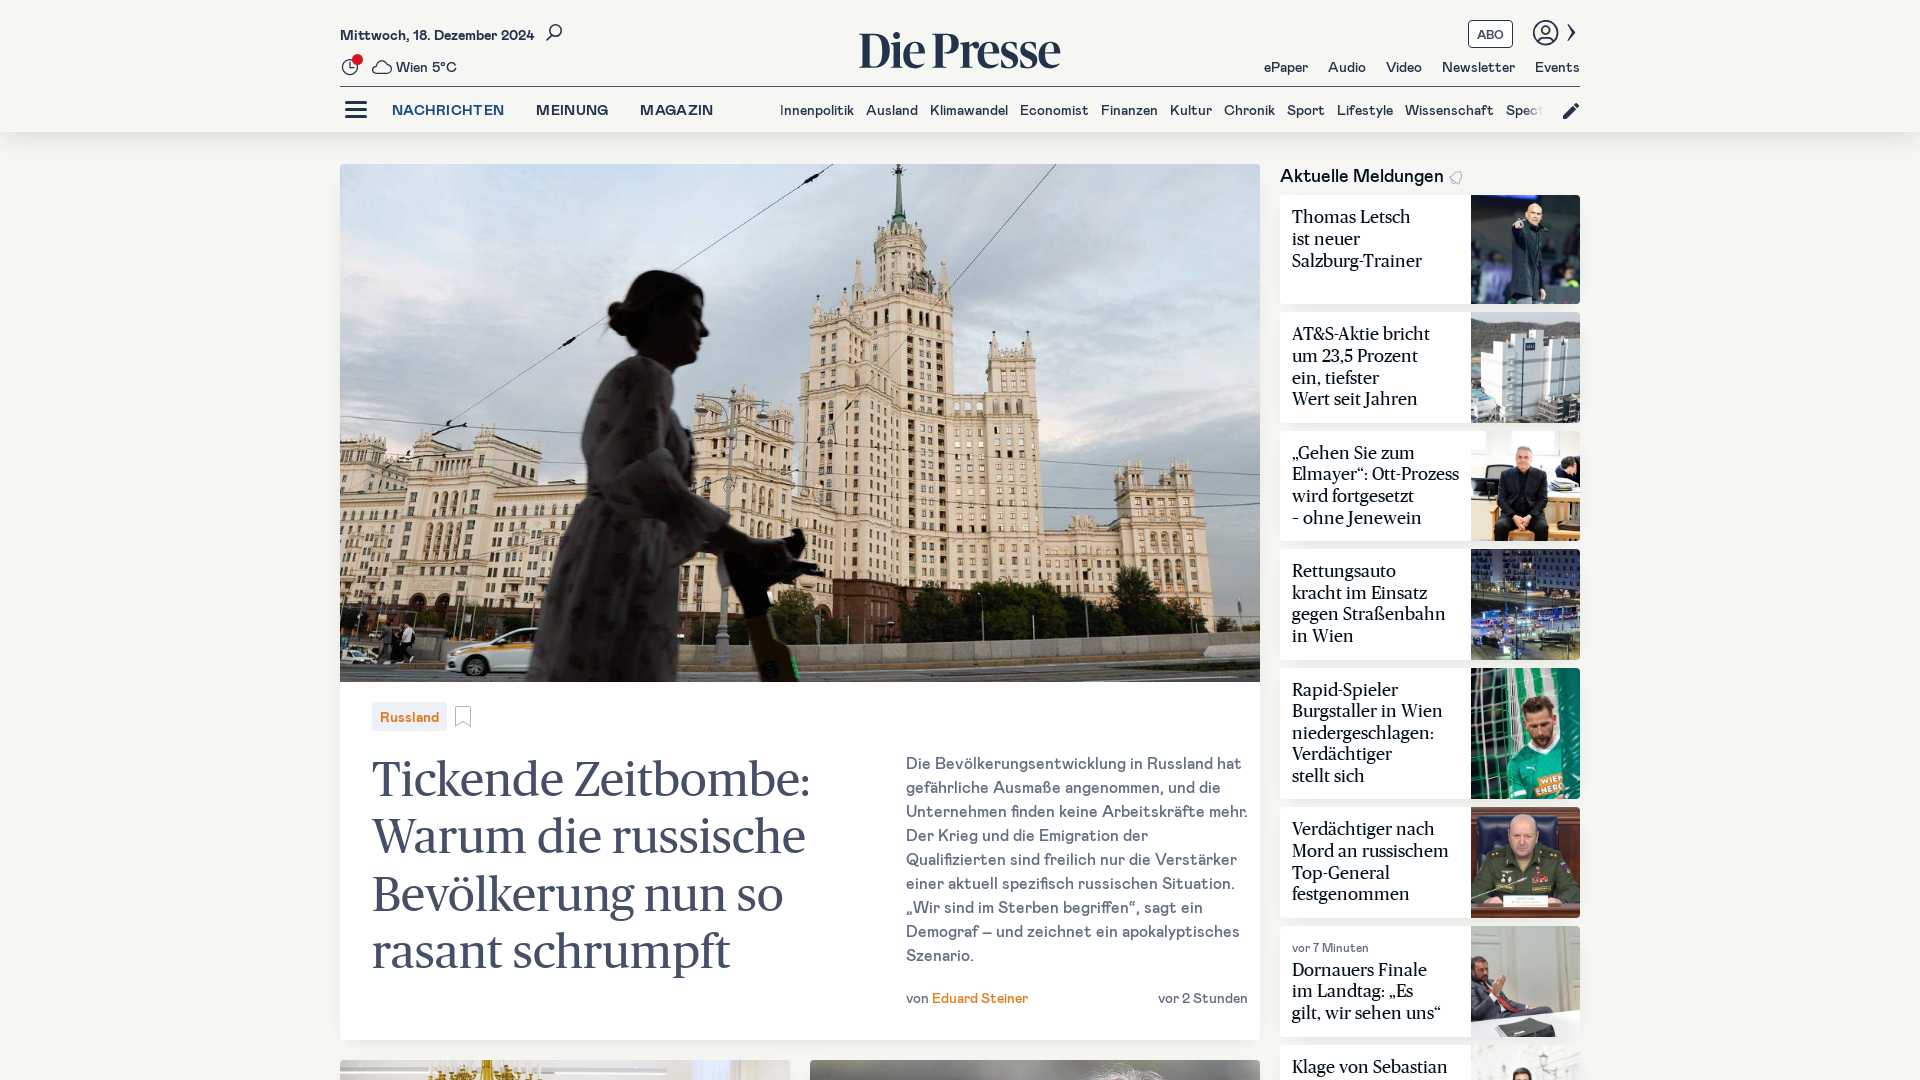 Mittwoch, 18. Dezember 2024
Wien 5°C
Die Presse
ABO
ePaper Audio Video Newsletter Events
NACHRICHTEN MEINUNG MAGAZIN
Innenpolitik Ausland Klimawandel Economist Finanzen Kultur Chronik Sport Lifestyle Wissenschaft
Russland
Tickende Zeitbombe:
Warum die russische
Bevölkerung nun so
rasant schrumpft
Die Bevölkerungsentwicklung in Russland hat
gefährliche Ausmaße angenommen, und die
Unternehmen finden keine Arbeitskräfte mehr.
Der Krieg und die Emigration der
Qualifizierten sind freilich nur die Verstärker
einer aktuell spezifisch russischen Situation.
„Wir sind im Sterben begriffen“, sagt ein
Demograf – und zeichnet ein apokalyptisches
Szenario.
von Eduard Steiner
vor 2 Stunden
Aktuelle Meldungen
Thomas Letsch
ist neuer
Salzburg-Trainer
AT&S-Aktie bricht
um 23,5 Prozent
ein, tiefster
Wert seit Jahren
„Gehen Sie zum
Elmayer“: Ott-Prozess
wird fortgesetzt
– ohne Jenewein
Rettungsauto
kracht im Einsatz
gegen Straßenbahn
in Wien
Rapid-Spieler
Burgstaller in Wien
niedergeschlagen:
Verdächtiger
stellt sich
WIEN
ENERG
Verdächtiger nach
Mord an russischem
Top-General
festgenommen
vor 7 Minuten
Dornauers Finale
im Landtag: „Es
gilt, wir sehen uns“
Klage von Sebastian